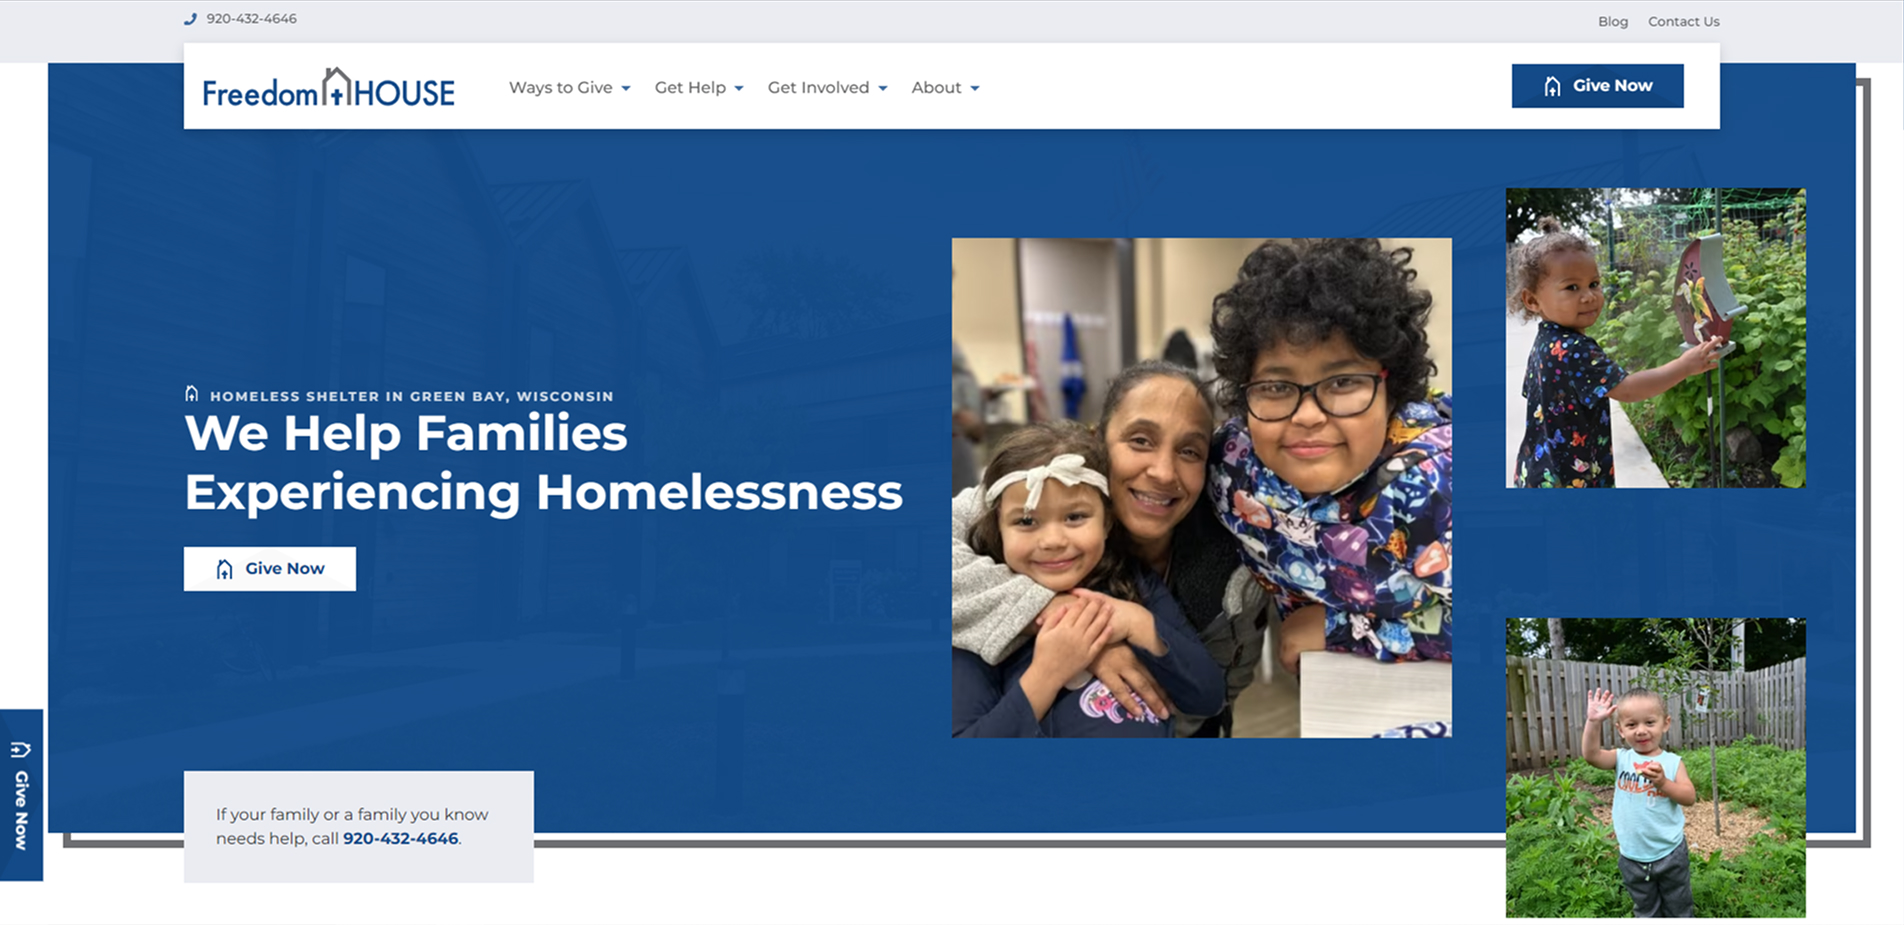 920-432-4646
Blog Contact Us
Freedom HOUSE
Ways to Give Get Help Get Involved About
Give Now
HOMELESS SHELTER IN GREEN BAY, WISCONSIN
We Help Families
Experiencing Homelessness
Give Now
Give Now
If your family or a family you know
needs help, call 920-432-4646.